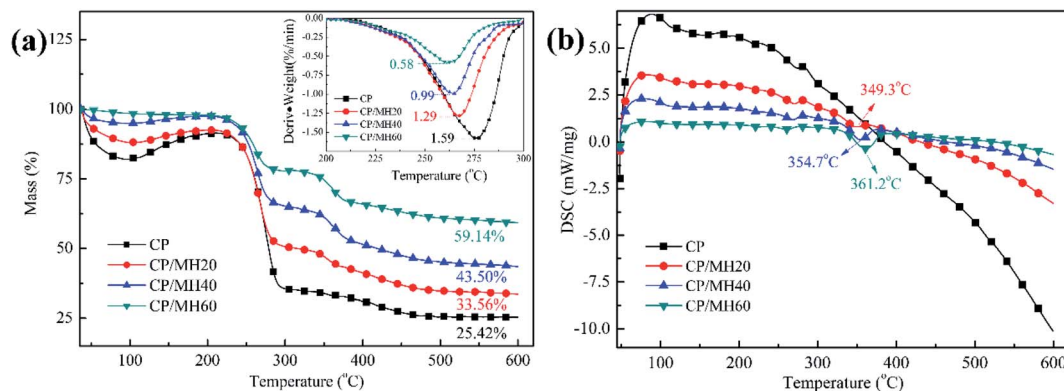 (a)
125
100
75
50
25
Mass (%)
0 100 200 300 400 500 600
Temperature (°C)
CP
CP/MH20
CP/MH40
CP/MH60
59.14%
43.50%
33.56%
25.42%
0.00
-0.25
-0.50
-0.75
-1.00
-1.25
-1.50
Deriv•Weight(%/min)
0.58
0.99
1.29
1.59
CP
CP/MH20
CP/MH40
CP/MH60
200 225 250 275 300
Temperature (°C)
(b)
5.0
2.5
0.0
-2.5
-5.0
-7.5
-10.0
DSC (mW/mg)
349.3°C
354.7°C
361.2°C
CP
CP/MH20
CP/MH40
CP/MH60
100 200 300 400 500 600
Temperature (°C)